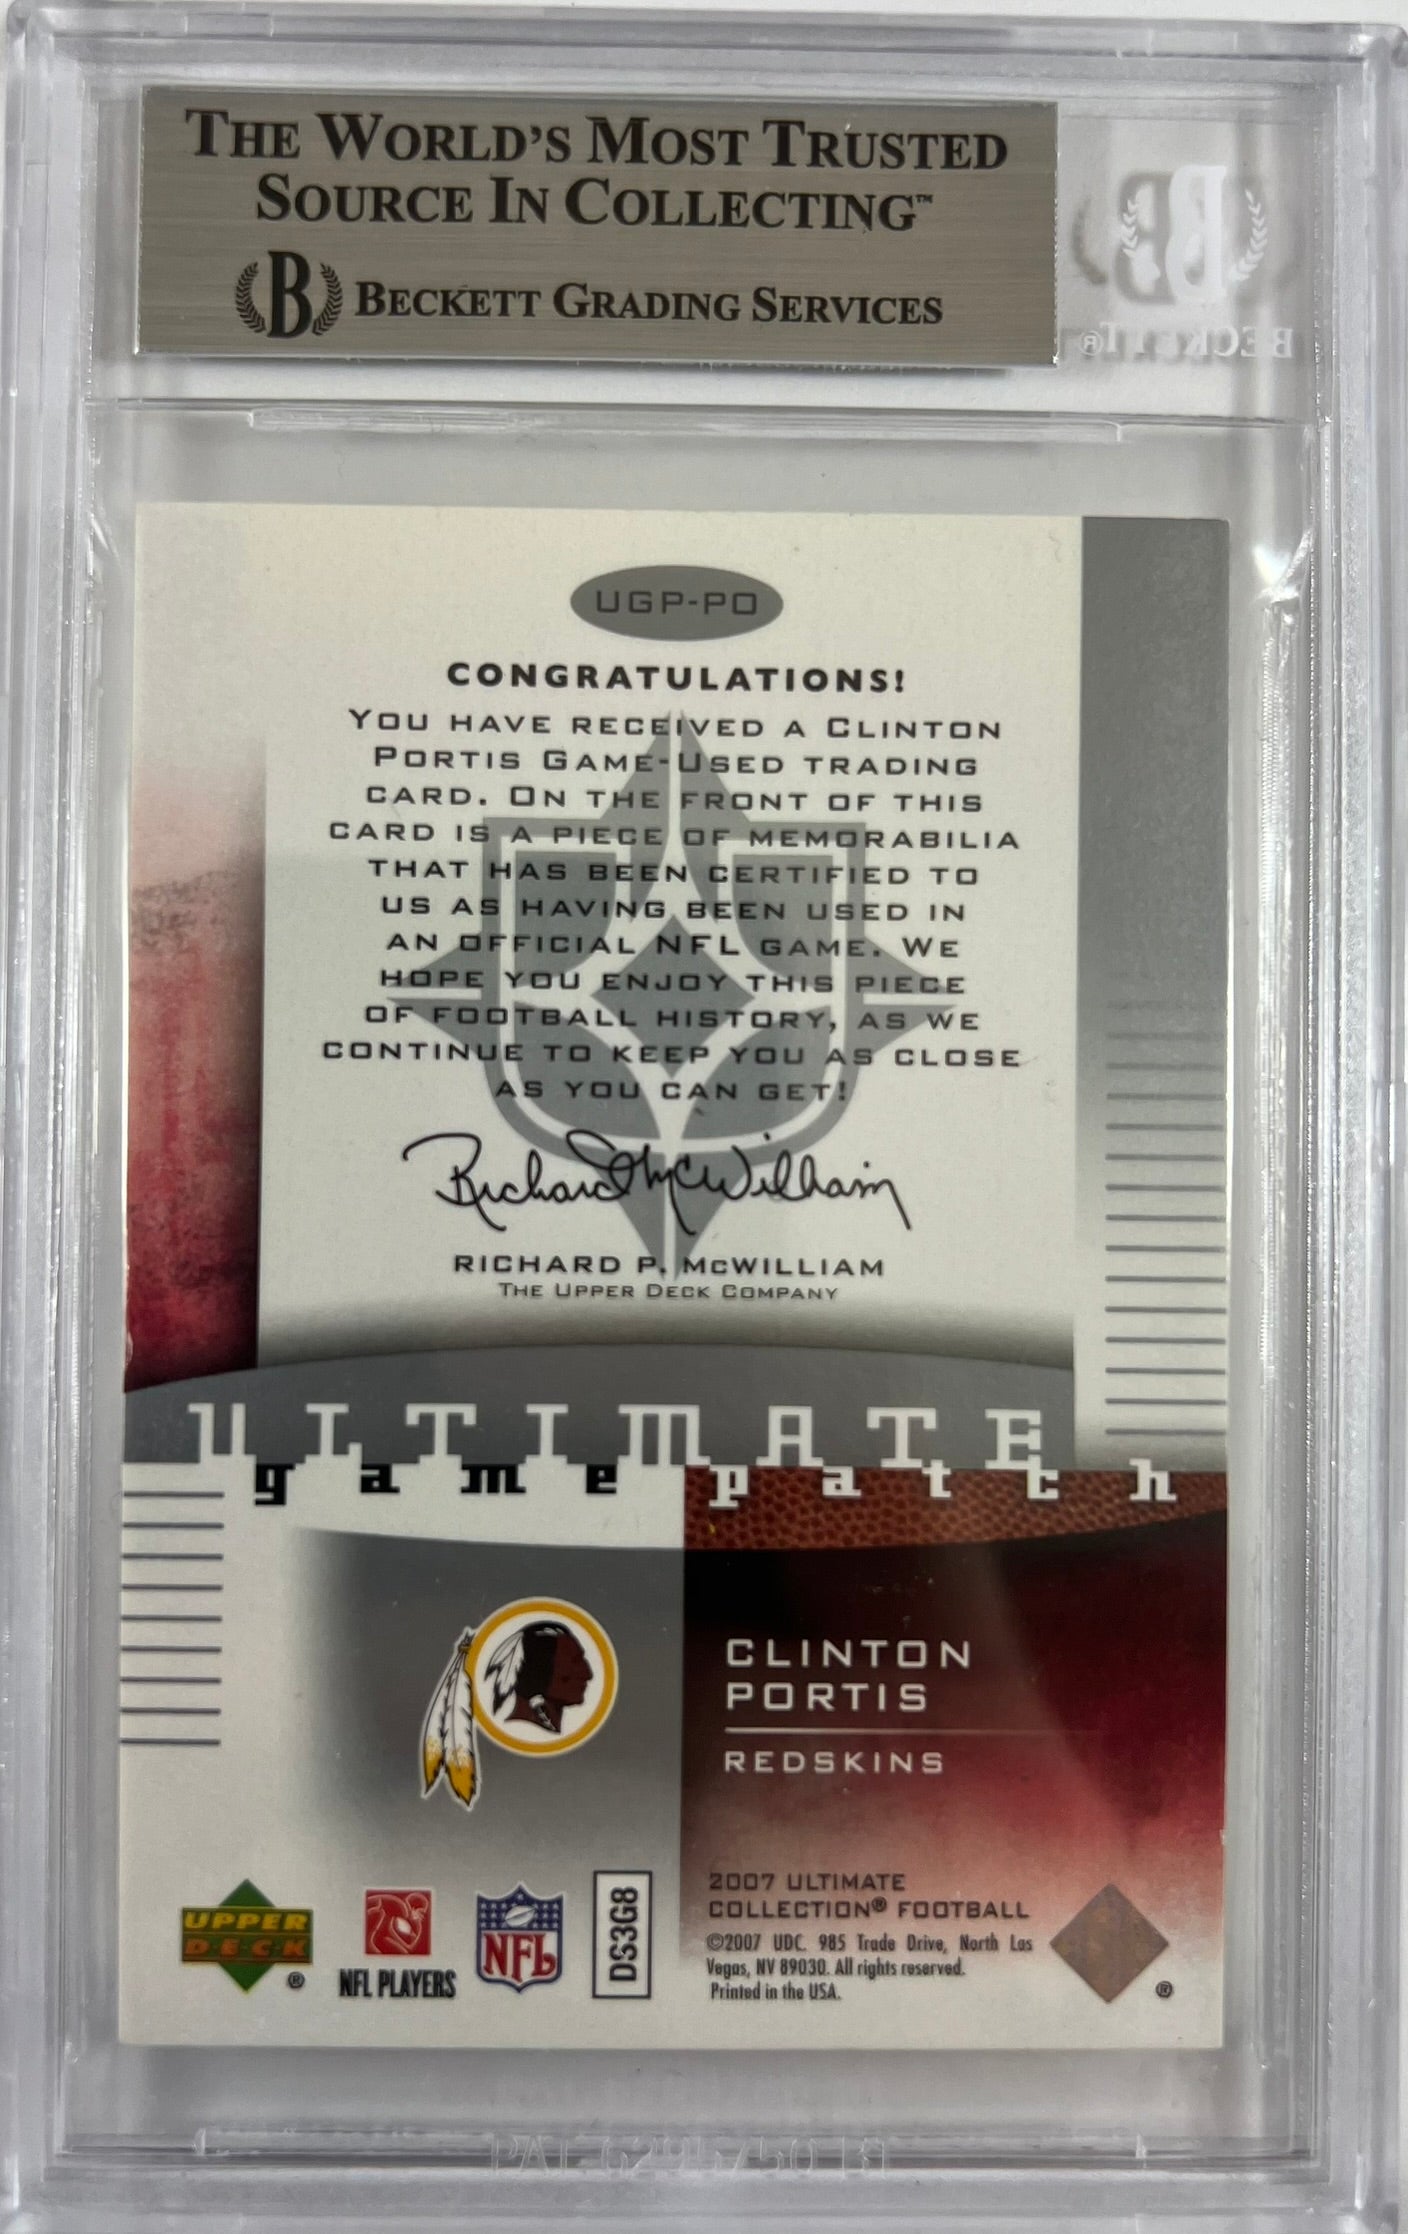 THE WORLD'S MOST TRUSTED
SOURCE IN COLLECTING™
B BECKETT GRADING SERVICES
BECKETT®
UGP-PO
CONGRATULATIONS!
YOU HAVE RECEIVED A CLINTON
PORTIS GAME-USED TRADING
CARD. ON THE FRONT OF THIS
CARD IS A PIECE OF MEMORABILIA
THAT HAS BEEN CERTIFIED TO
US AS HAVING BEEN USED IN
AN OFFICIAL NFL GAME. WE
HOPE YOU ENJOY THIS PIECE
OF FOOTBALL HISTORY, AS WE
CONTINUE TO KEEP YOU AS CLOSE
AS YOU CAN GET!
Richard McWilliam
RICHARD P. McWILLIAM
THE UPPER DECK COMPANY
ULTIMATE
game patch
CLINTON
PORTIS
REDSKINS
UPPER
DECK
®
NFL PLAYERS
NFL
DS3G8
2007 ULTIMATE
COLLECTION® FOOTBALL
©2007 UDC. 985 Trade Drive, North Las
Vegas, NV 89030. All rights reserved.
Printed in the USA.
®